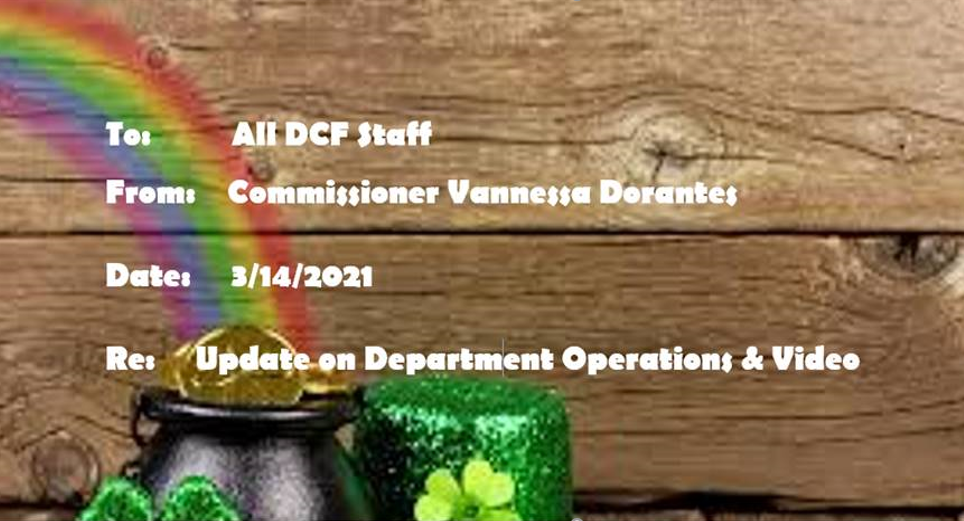 To: All DCF Staff
From: Commissioner Vannessa Dorantes
Date: 3/14/2021
Re: Update on Department Operations & Video